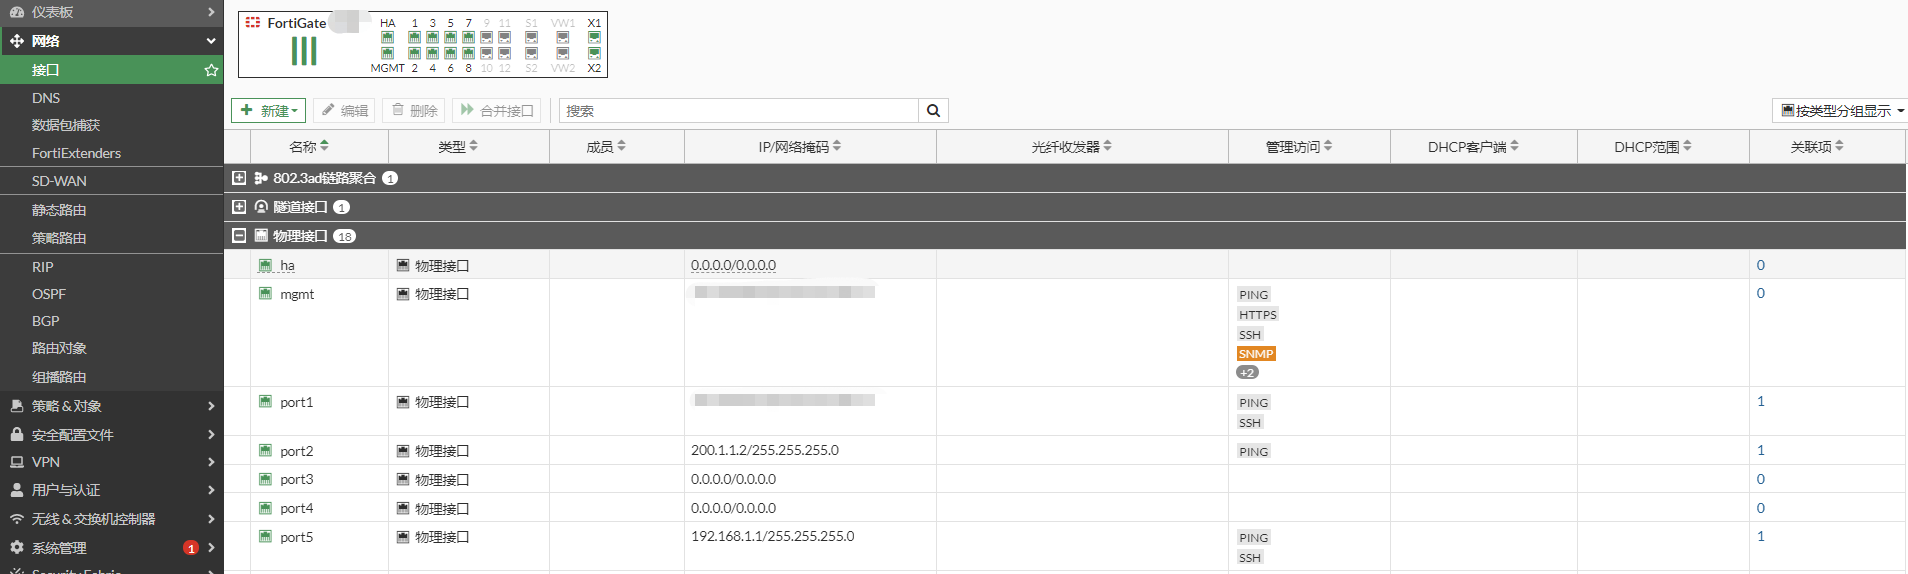 仪表板
网络
接口
DNS
数据包捕获
FortiExtenders
SD-WAN
静态路由
策略路由
RIP
OSPF
BGP
路由对象
组播路由
策略 & 对象
安全配置文件
VPN
用户与认证
无线 & 交换机控制器
系统管理 1
Security Fabric
FortiGate
HA 1 3 5 7 9 11 S1 VW1 X1
MGMT 2 4 6 8 10 12 S2 VW2 X2
新建 编辑 删除 合并接口 搜索 按类型分组显示
名称 类型 成员 IP/网络掩码 光纤收发器 管理访问 DHCP客户端 DHCP范围 关联项
802.3ad链路聚合 1
隧道接口 1
物理接口 18
ha 物理接口 0.0.0.0/0.0.0.0 0
mgmt 物理接口 PING 0
HTTPS
SSH
SNMP
+2
port1 物理接口 PING 1
SSH
port2 物理接口 200.1.1.2/255.255.255.0 PING 1
port3 物理接口 0.0.0.0/0.0.0.0 0
port4 物理接口 0.0.0.0/0.0.0.0 0
port5 物理接口 192.168.1.1/255.255.255.0 PING 1
SSH